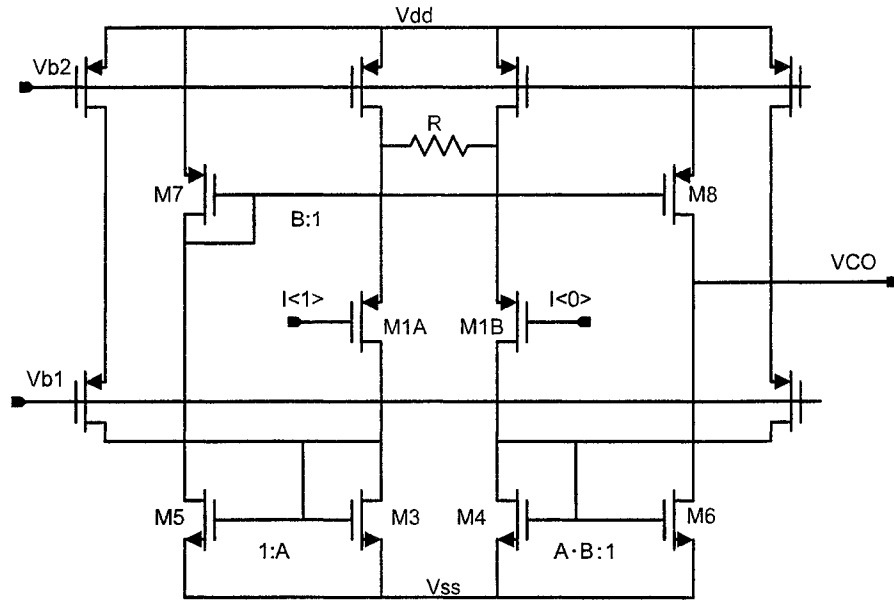 Vdd
Vb2
R
M7
M8
B:1
VCO
I<1>
I<0>
M1A
M1B
Vb1
M5
M3
M4
M6
1:A
A·B:1
Vss